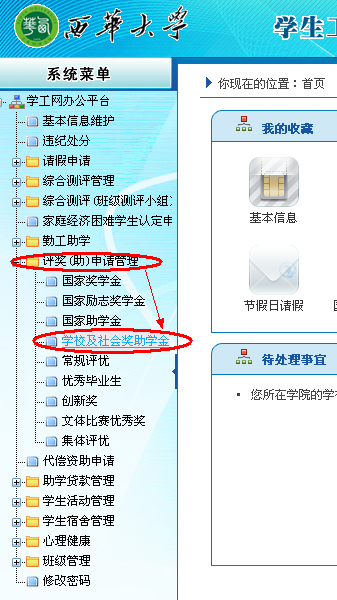 西华大学
学生工
系统菜单
你现在的位置：首页
学工网办公平台
基本信息维护
违纪处分
请假申请
综合测评管理
综合测评(班级测评小组)
家庭经济困难学生认定申
勤工助学
评奖(助)申请管理
国家奖学金
国家励志奖学金
国家助学金
学校及社会奖助学金
常规评优
优秀毕业生
创新奖
文体比赛优秀奖
集体评优
代偿资助申请
助学贷款管理
学生活动管理
学生宿舍管理
心理健康
班级管理
修改密码
我的收藏
基本信息
节假日请假
待处理事宜
您所在学院的学